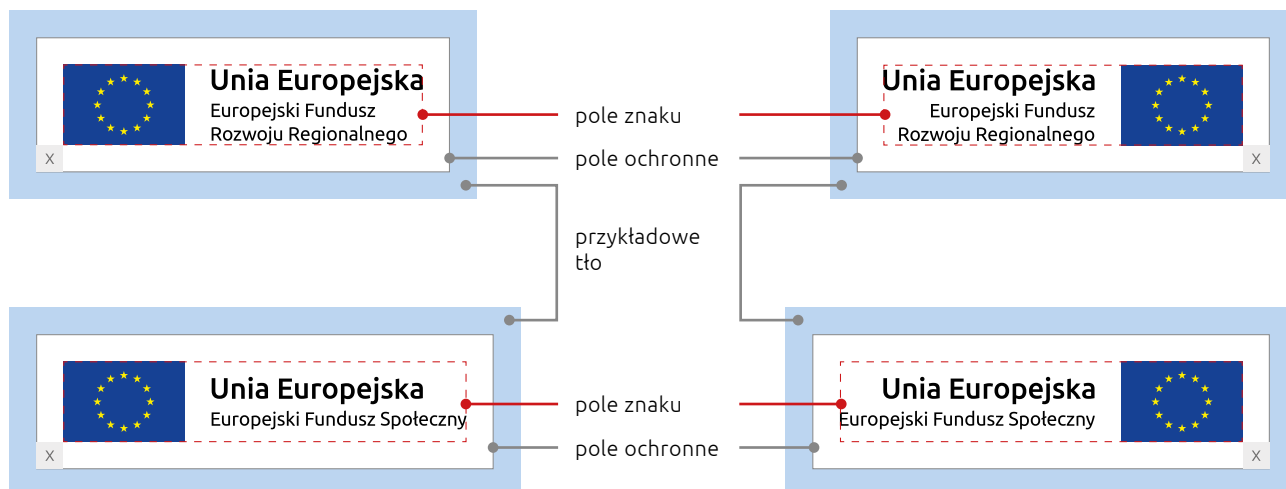 Unia Europejska
Europejski Fundusz
Rozwoju Regionalnego
X
pole znaku
pole ochronne
przykładowe
tło
Unia Europejska
Europejski Fundusz
Rozwoju Regionalnego
X
Unia Europejska
Europejski Fundusz Społeczny
X
pole znaku
pole ochronne
Unia Europejska
Europejski Fundusz Społeczny
X